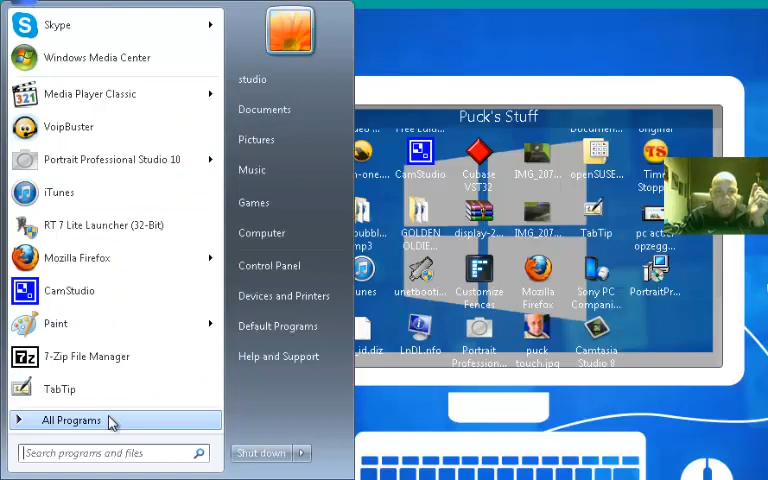 Skype
Windows Media Center
Media Player Classic
VoipBuster
Portrait Professional Studio 10
iTunes
RT 7 Lite Launcher (32-Bit)
Mozilla Firefox
CamStudio
Paint
7-Zip File Manager
TabTip
All Programs
Search programs and files
studio
Documents
Pictures
Music
Games
Computer
Control Panel
Devices and Printers
Default Programs
Help and Support
Shut down
Puck's Stuff
CamStudio
Cubase
VST32
IMG_207...
openSUSE...
GOLDEN
OLDIE...
display-2...
IMG_207...
TabTip
pc act
opzegg...
unetbooti...
Customize
Fences
Mozilla
Firefox
Sony PC
Compani...
PortraitPr...
_id.diz
LnDL.nfo
Portrait
Profession...
puck
touch.jpg
Camtasia
Studio 8